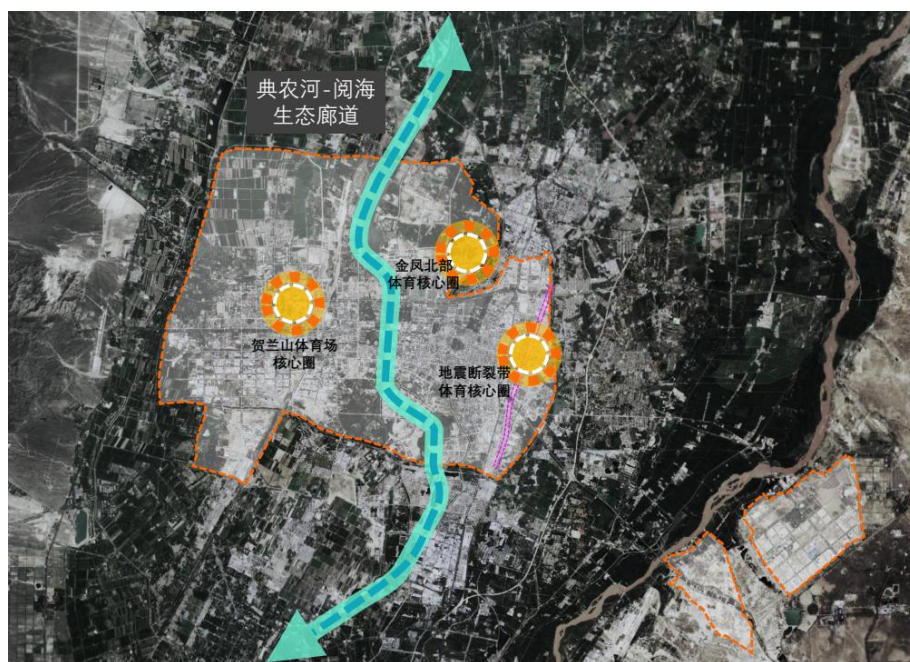 典农河-阅海
生态廊道
金凤北部
体育核心圈
贺兰山体育场
核心圈
地震断裂带
体育核心圈